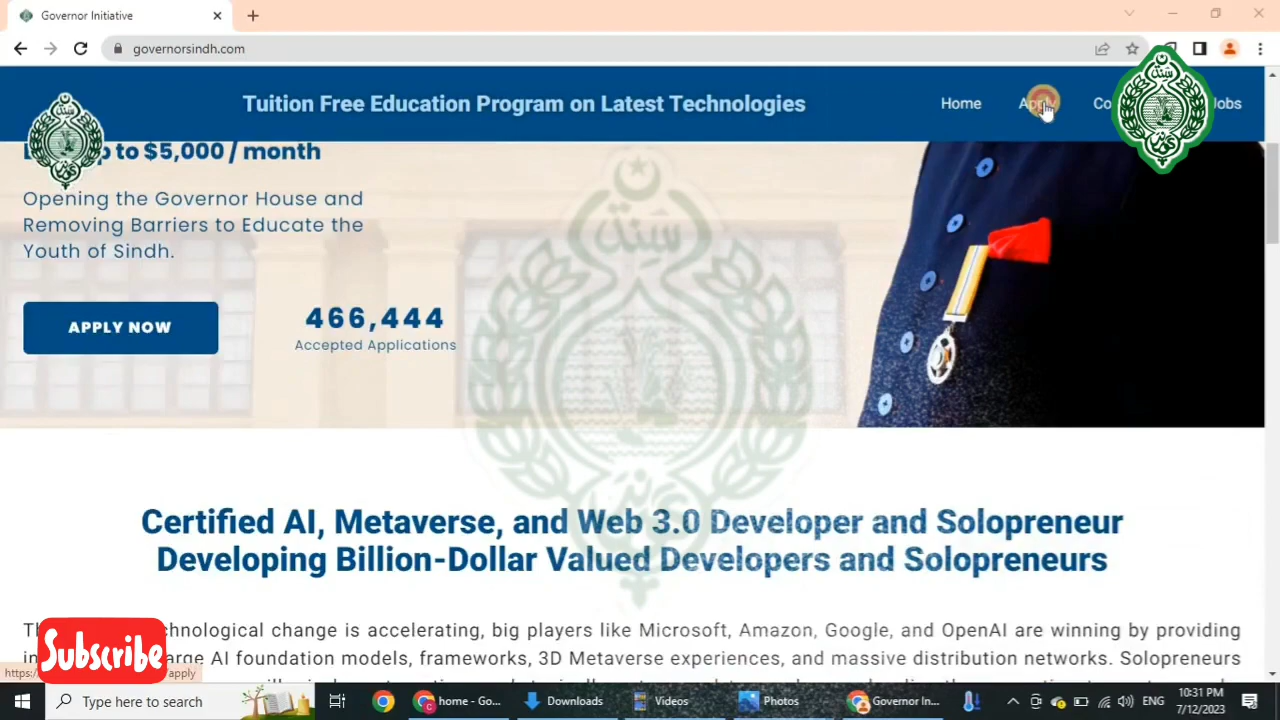 Governor Initiative
governorsindh.com
Tuition Free Education Program on Latest Technologies
Home
Apply
Co
Jobs
up to $5,000 / month
Opening the Governor House and
Removing Barriers to Educate the
Youth of Sindh.
APPLY NOW
466,444
Accepted Applications
Certified AI, Metaverse, and Web 3.0 Developer and Solopreneur
Developing Billion-Dollar Valued Developers and Solopreneurs
technological change is accelerating, big players like Microsoft, Amazon, Google, and OpenAI are winning by providing
large AI foundation models, frameworks, 3D Metaverse experiences, and massive distribution networks. Solopreneurs
Subscribe
apply
Type here to search
home - Go...
Downloads
Videos
Photos
Governor In...
ENG
10:31 PM
7/12/2023